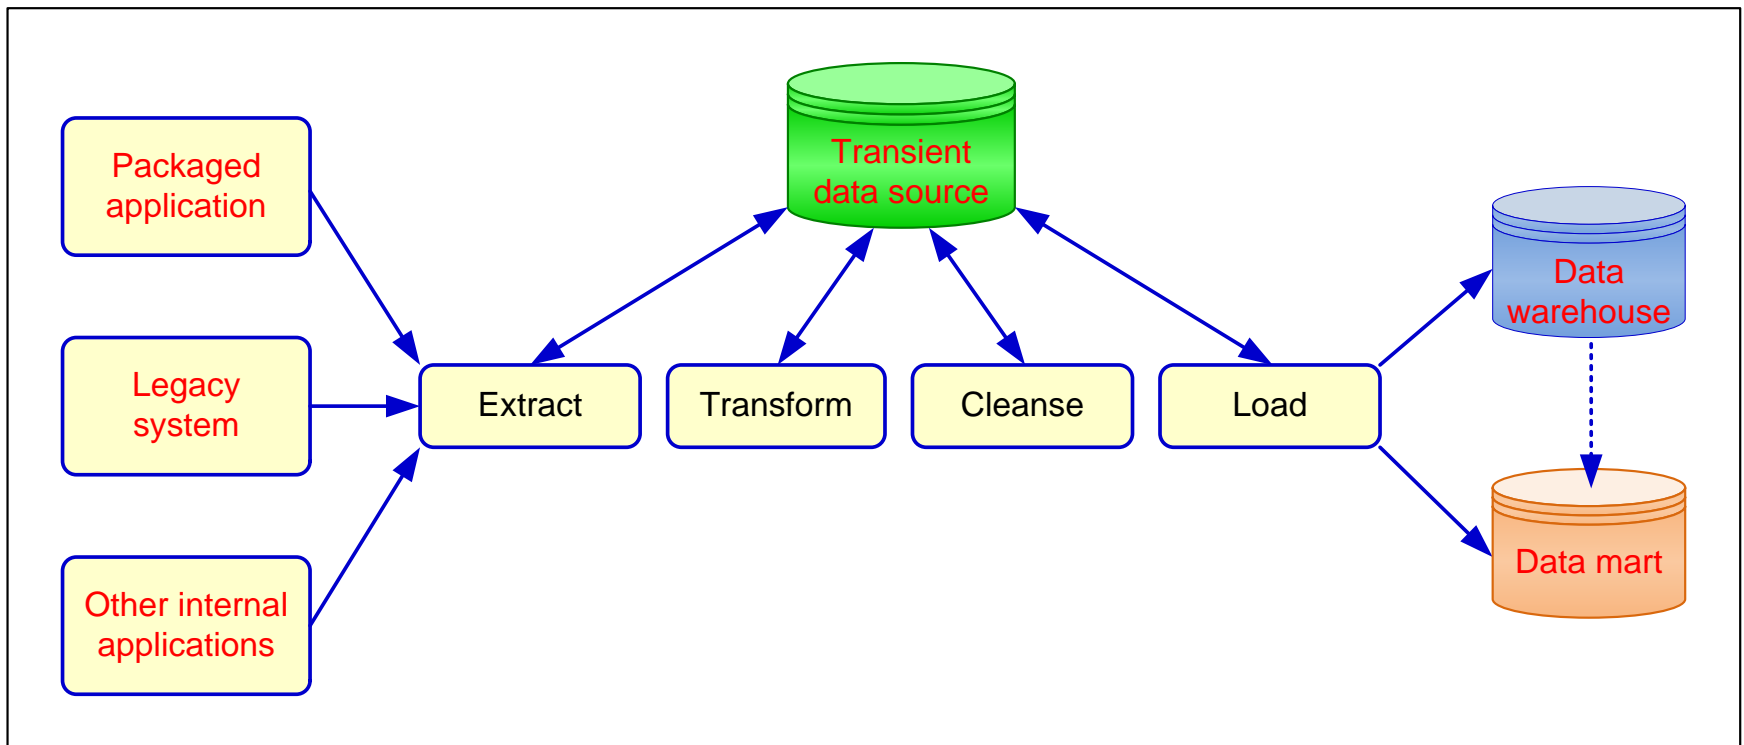 Packaged
application
Legacy
system
Other internal
applications
Transient
data source
Extract
Transform
Cleanse
Load
Data
warehouse
Data mart